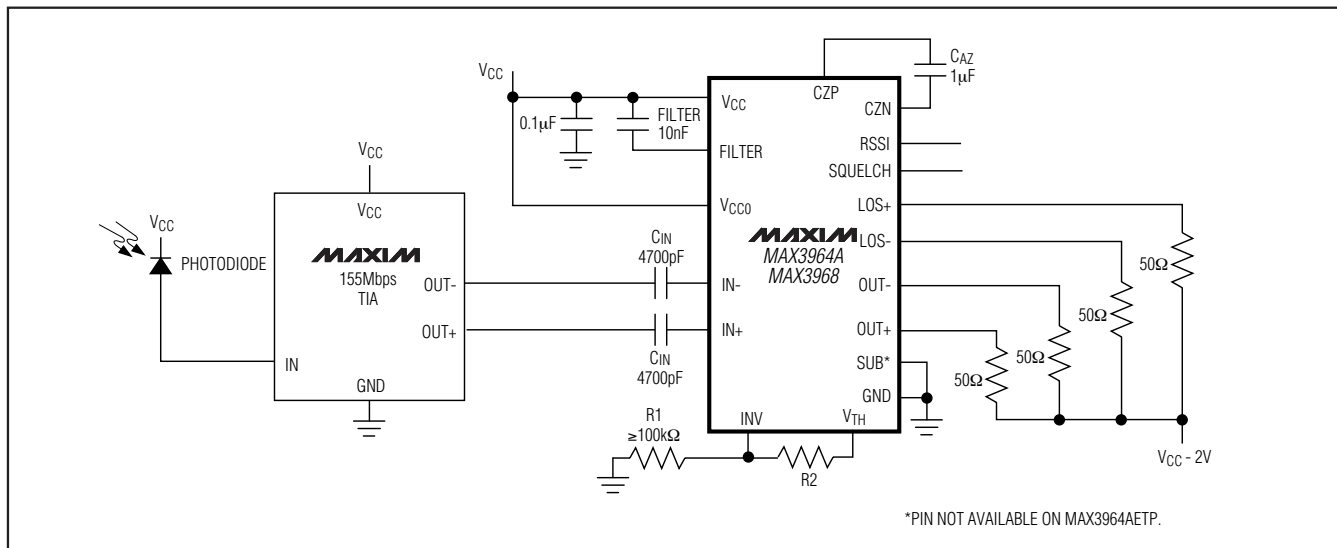 VCC
CAZ
1µF
CZP
CZN
VCC
0.1µF
FILTER
10nF
FILTER
RSSI
SQUELCH
VCC
VCC
VCC0
LOS+
VCC
PHOTODIODE
MAXIM
155Mbps
TIA
OUT-
OUT+
IN
GND
CIN
4700pF
IN-
IN+
CIN
4700pF
MAXIM
MAX3964A
MAX3968
LOS-
OUT-
OUT+
SUB*
GND
50Ω
50Ω
50Ω
50Ω
INV
VTH
R1
≥100kΩ
R2
VCC - 2V
*PIN NOT AVAILABLE ON MAX3964AETP.